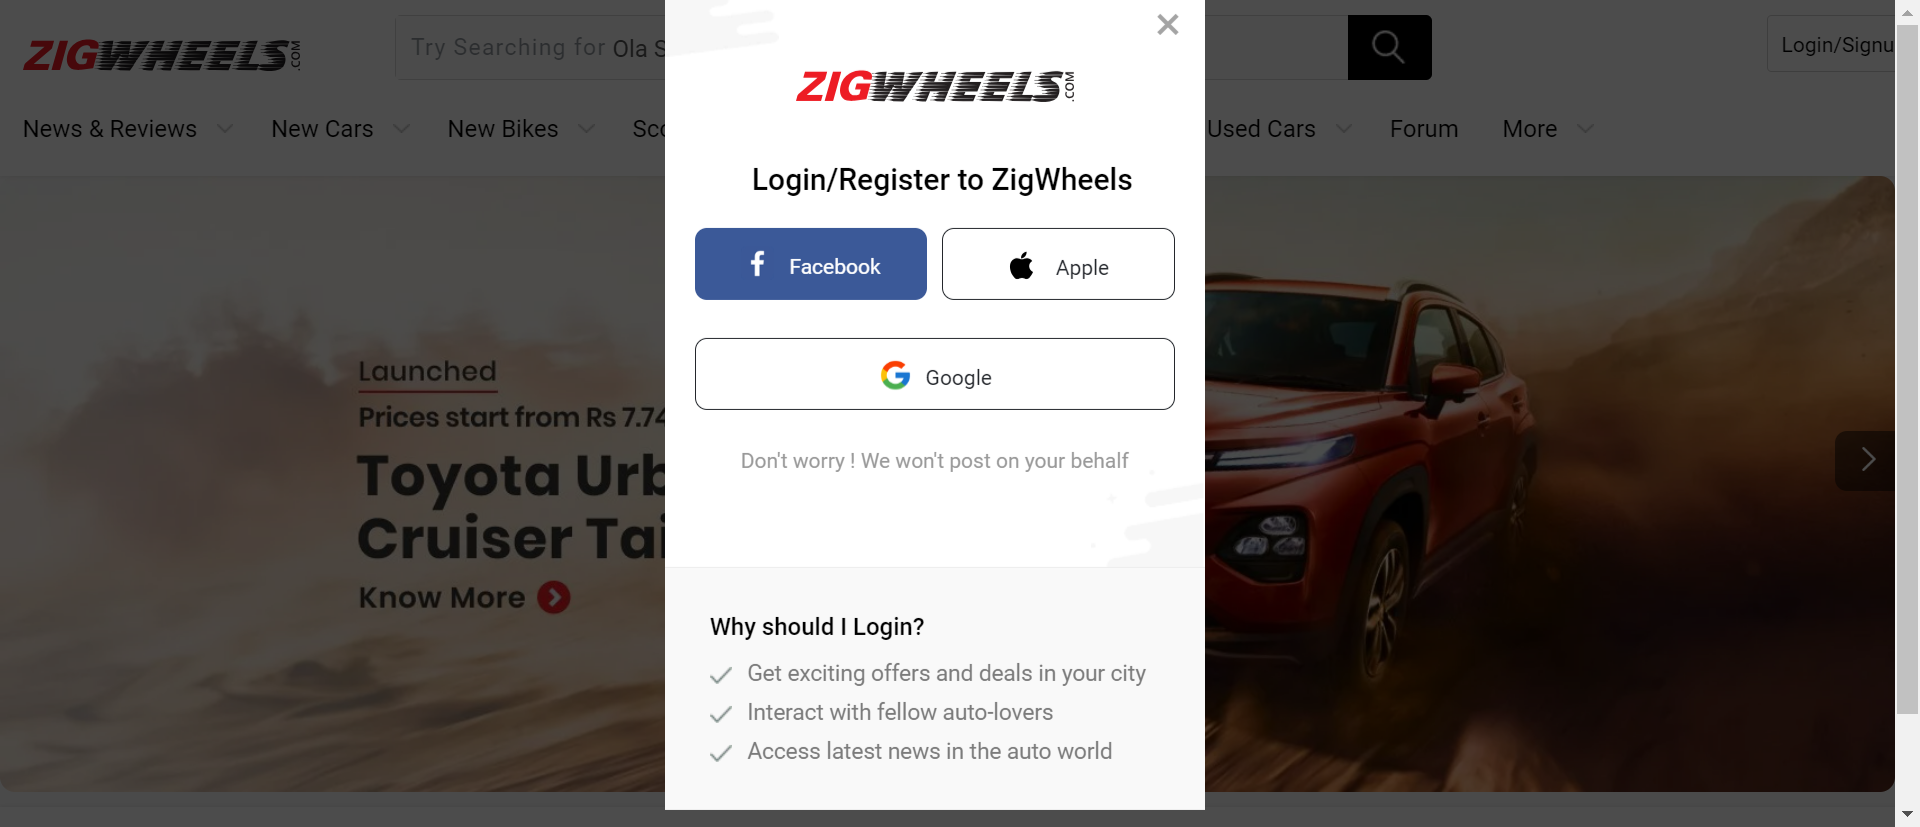 ZIGWHEELS.COM
Try Searching for Ola S
Login/Signu
News & Reviews New Cars New Bikes Sco Used Cars Forum More
ZIGWHEELS.COM
Login/Register to ZigWheels
Facebook Apple
Google
Don't worry ! We won't post on your behalf
Launched
Prices start from Rs 7.74
Toyota Urb
Cruiser Tai
Know More
Why should I Login?
Get exciting offers and deals in your city
Interact with fellow auto-lovers
Access latest news in the auto world